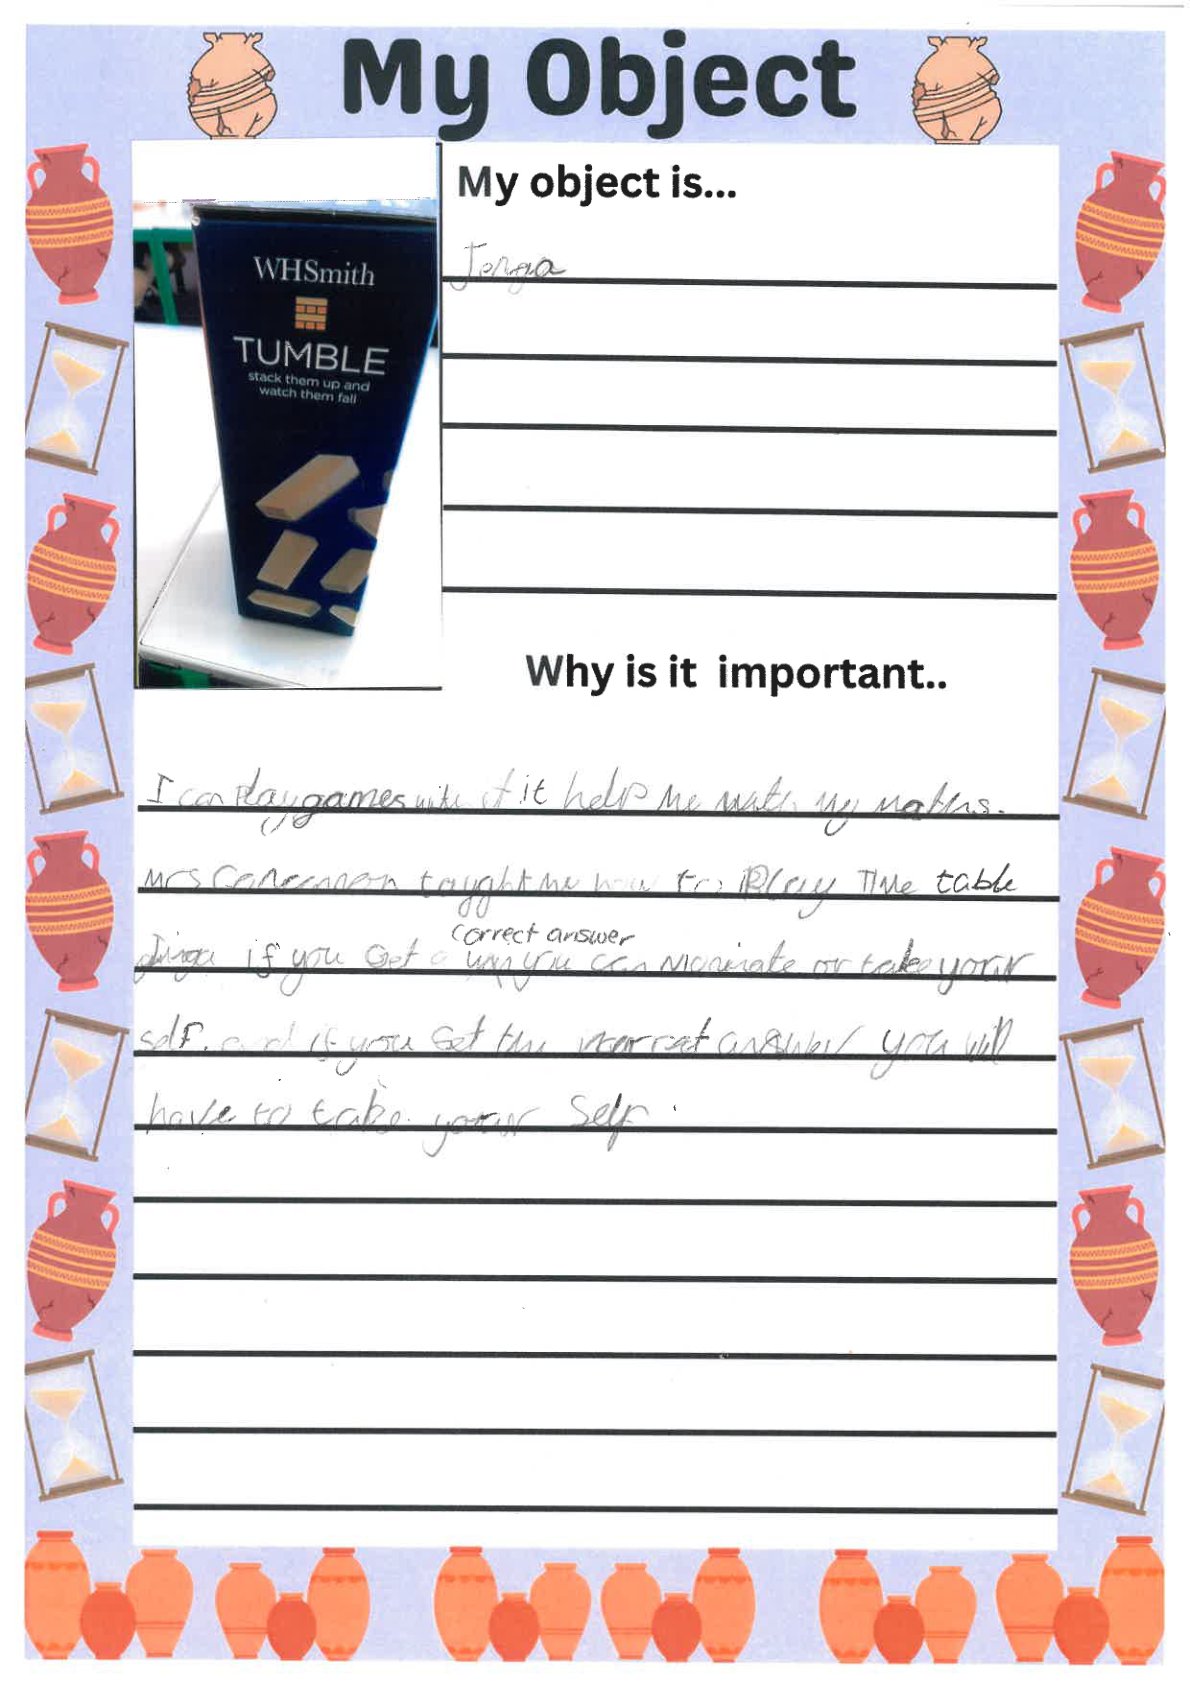 My Object
My object is...
Jenga
WHSmith
TUMBLE
stack them up and
watch them fall
Why is it important..
I can play games with it it help me with my maths.
Mrs taught me how to Play Time table
Jinga if you Get a correct answer you can nominate or take your
self. and if you Get the incorrect answer you will
have to take your self.